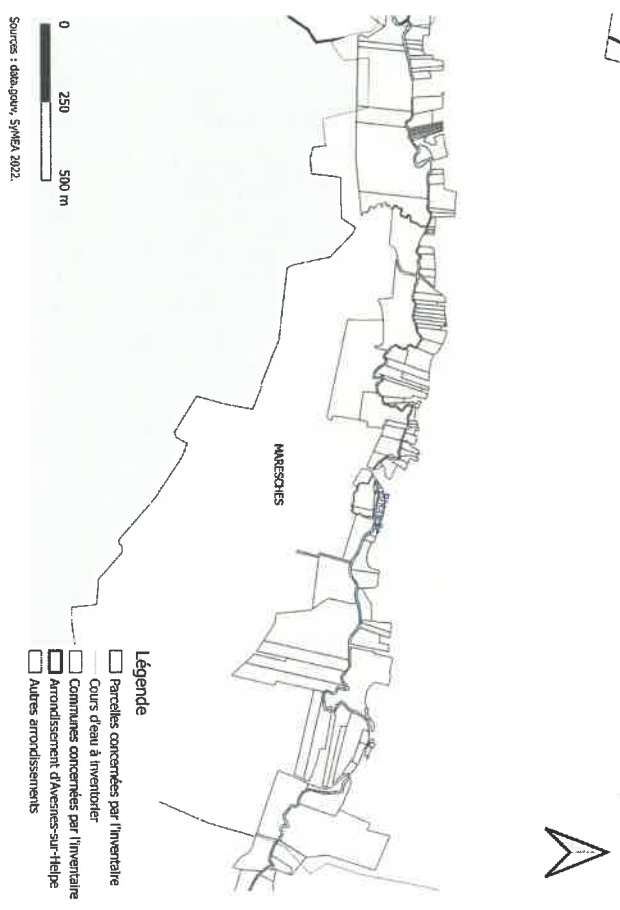 MARESCHES
Légende
Parcelles concernées par l'inventaire
Cours d'eau à inventorier
Communes concernées par l'inventaire
Arrondissement d'Avesnes-sur-Helpe
Autres arrondissements
0 250 500 m
Sources : data.gouv, SyMEA 2022.